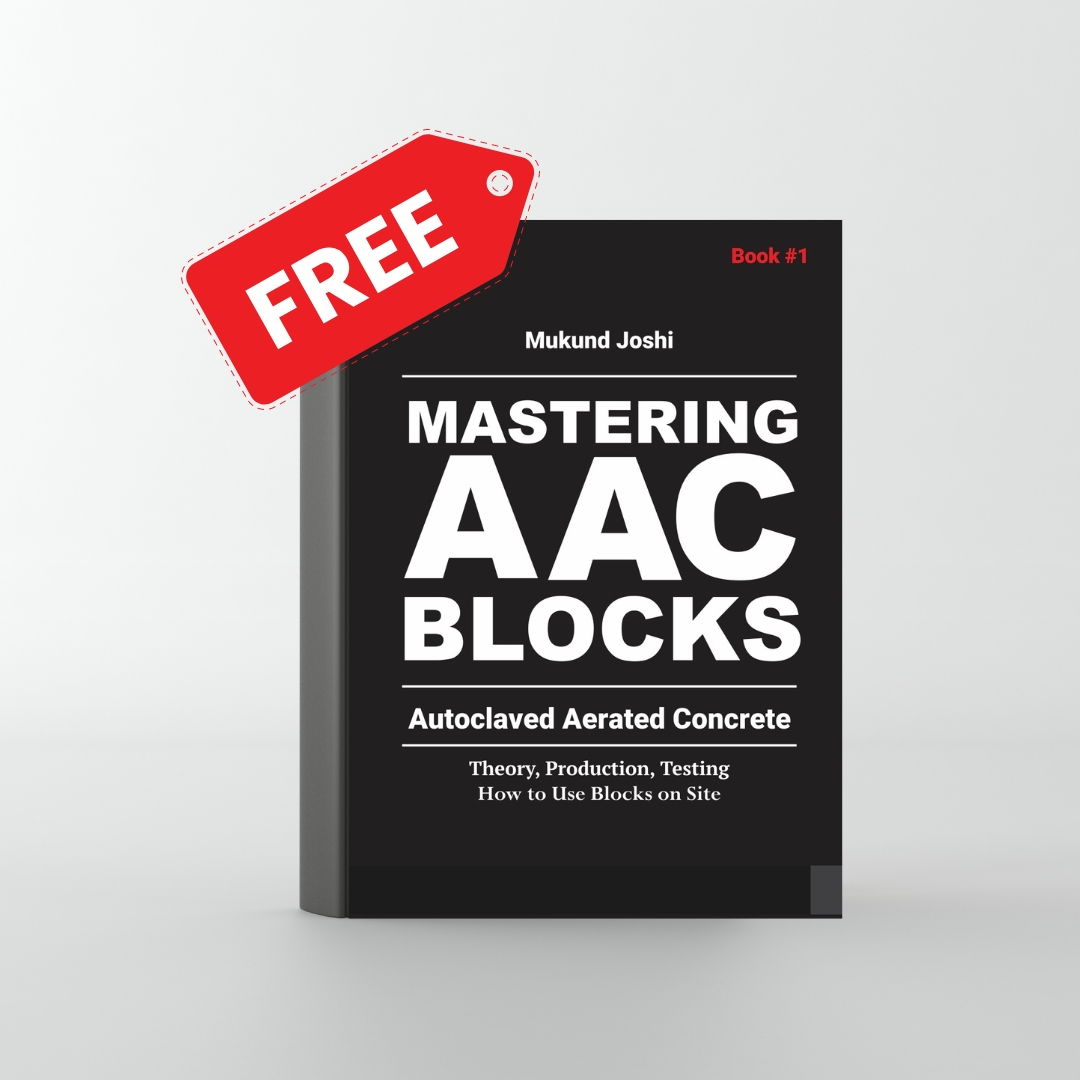 FREE
Book #1
Mukund Joshi
MASTERING
AAC
BLOCKS
Autoclaved Aerated Concrete
Theory, Production, Testing
How to Use Blocks on Site